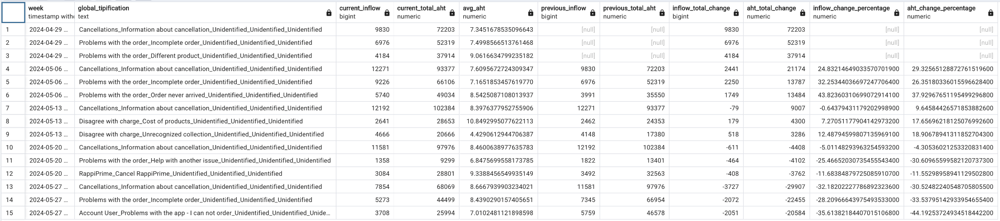 week global_tipification current_inflow current_total_aht avg_aht previous_inflow previous_total_aht inflow_total_change aht_total_change inflow_change_percentage aht_change_percentage
timestamp witho text bigint numeric numeric bigint numeric bigint numeric numeric numeric
1 2024-04-29 ... Cancellations_Information about cancellation_Unidentified_Unidentified_Unidentified 9830 72203 7.3451678535096643 [null] [null] 9830 72203 [null] [null]
2 2024-04-29 ... Problems with the order_Incomplete order_Unidentified_Unidentified_Unidentified 6976 52319 7.4998566513761468 [null] [null] 6976 52319 [null] [null]
3 2024-04-29 ... Problems with the order_Different product_Unidentified_Unidentified_Unidentified 4184 37914 9.0616634799235182 [null] [null] 4184 37914 [null] [null]
4 2024-05-06 ... Cancellations_Information about cancellation_Unidentified_Unidentified_Unidentified 12271 93377 7.6095672724309347 9830 72203 2441 21174 24.832146490335707019​00 29.32565128872761519600
5 2024-05-06 ... Problems with the order_Incomplete order_Unidentified_Unidentified_Unidentified 9226 66106 7.1651853457619770 6976 52319 2250 13787 32.25344036697247706400 26.35180336015596628400
6 2024-05-06 ... Problems with the order_Order never arrived_Unidentified_Unidentified_Unidentified 5740 49034 8.5425087108013937 3991 35550 1749 13484 43.82360310699072914100 37.92967651195499296800
7 2024-05-13 ... Cancellations_Information about cancellation_Unidentified_Unidentified_Unidentified 12192 102384 8.3976377952755906 12271 93377 -79 9007 -0.64379431179202998900 9.64584426571853882600
8 2024-05-13 ... Disagree with charge_Cost of products_Unidentified_Unidentified_Unidentified 2641 28653 10.8492995077622113 2462 24353 179 4300 7.27051177904142973200 17.65696218125076992600
9 2024-05-13 ... Disagree with charge_Unrecognized collection_Unidentified_Unidentified_Unidentified 4666 20666 4.4290612944706387 4148 17380 518 3286 12.48794599807135969100 18.90678941311852704300
10 2024-05-20 ... Cancellations_Information about cancellation_Unidentified_Unidentified_Unidentified 11581 97976 8.4600638977635783 12192 102384 -611 -4408 -5.01148293963254593200 -4.30536021253320831400
11 2024-05-20 ... Problems with the order_Help with another issue_Unidentified_Unidentified_Unidentified 1358 9299 6.8475699558173785 1822 13401 -464 -4102 -25.46652030735455543400 -30.60965599582120737300
12 2024-05-20 ... RappiPrime_Cancel RappiPrime_Unidentified_Unidentified_Unidentified 3084 28801 9.3388456549935149 3492 32563 -408 -3762 -11.68384879725085910700 -11.55298958941129502800
13 2024-05-27 ... Cancellations_Information about cancellation_Unidentified_Unidentified_Unidentified 7854 68069 8.6667939903234021 11581 97976 -3727 -29907 -32.18202227786892323600 -30.52482240548705805500
14 2024-05-27 ... Problems with the order_Incomplete order_Unidentified_Unidentified_Unidentified 5273 44499 8.4390290157405651 7345 66954 -2072 -22455 -28.20966643975493533000 -33.53795142933954655400
15 2024-05-27 ... Account User_Problems with the app - I can not order_Unidentified_Unidentified_Unide... 3708 25994 7.0102481121898598 5759 46578 -2051 -20584 -35.61382184407015106800 -44.19253724934518442200